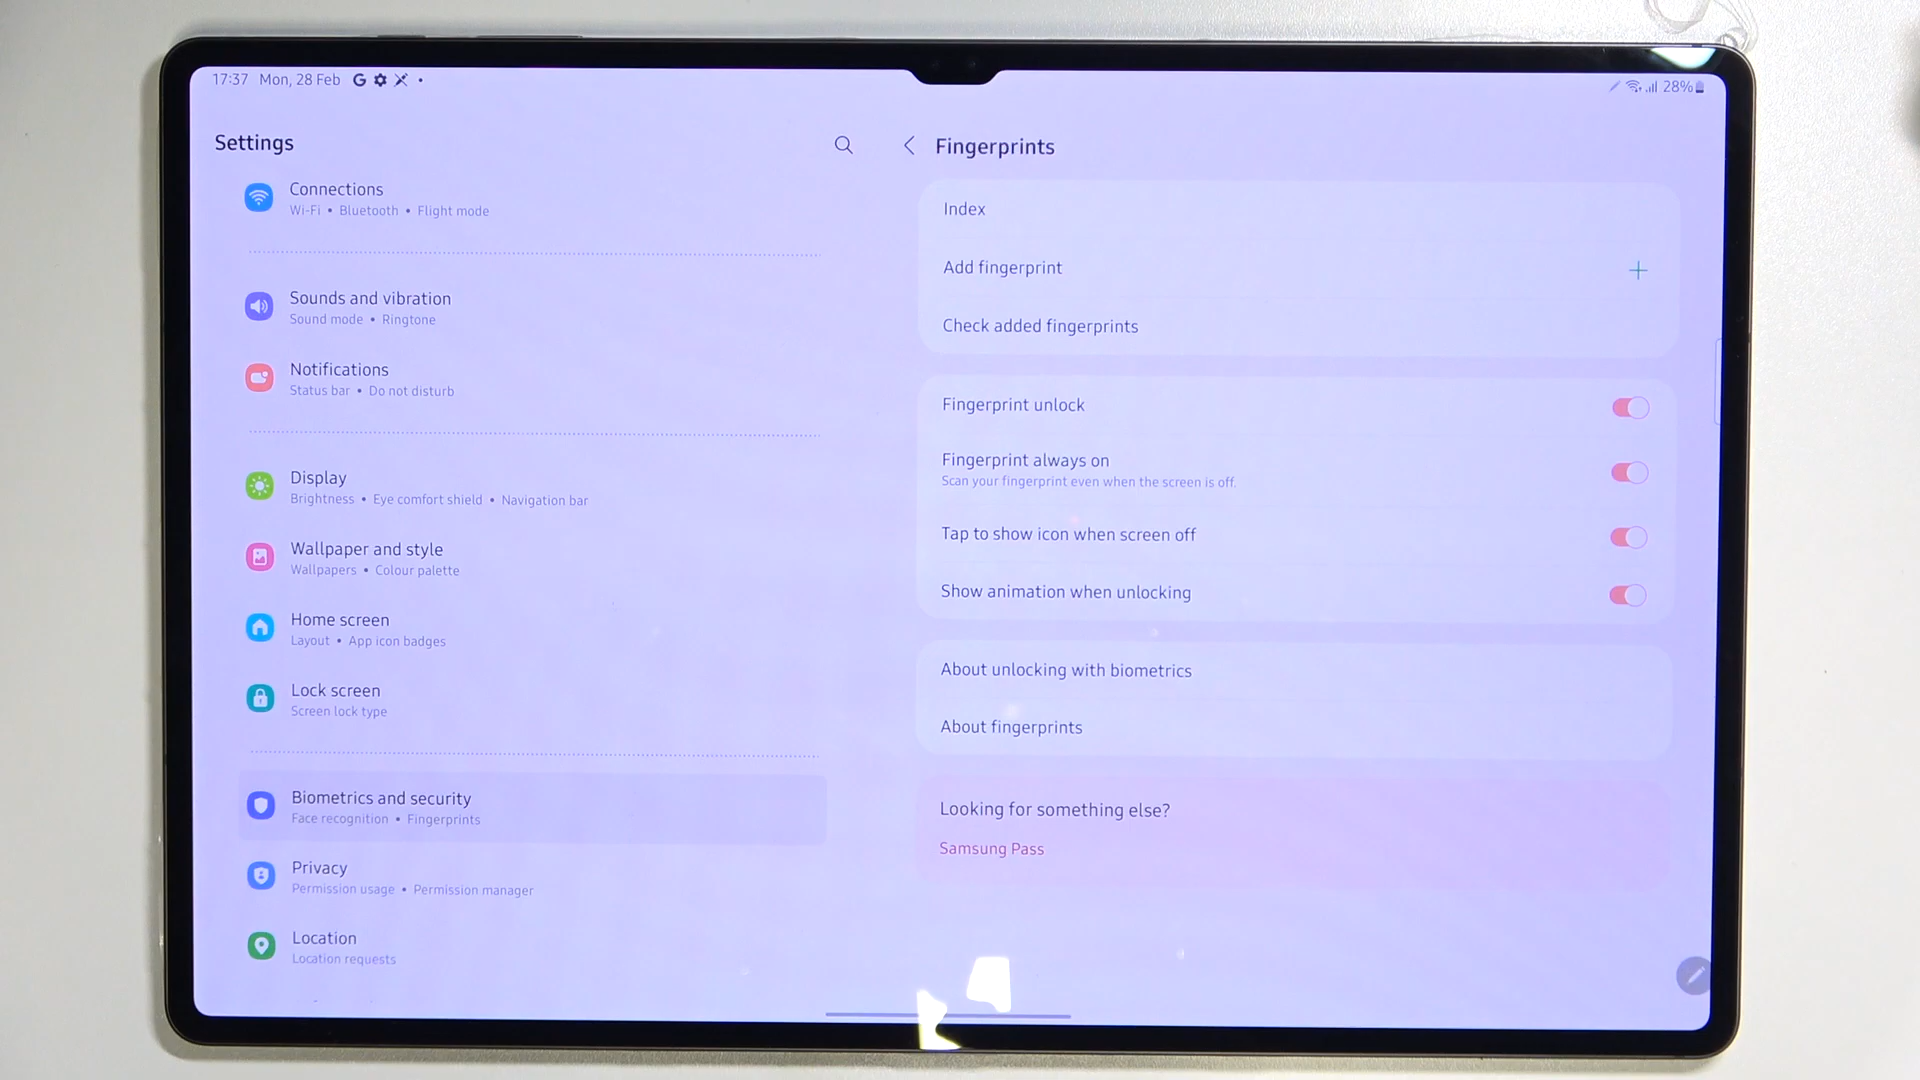 17:37 Mon, 28 Feb G
28%
Settings
Connections
Wi-Fi • Bluetooth • Flight mode
Sounds and vibration
Sound mode • Ringtone
Notifications
Status bar • Do not disturb
Display
Brightness • Eye comfort shield • Navigation bar
Wallpaper and style
Wallpapers • Colour palette
Home screen
Layout • App icon badges
Lock screen
Screen lock type
Biometrics and security
Face recognition • Fingerprints
Privacy
Permission usage • Permission manager
Location
Location requests
Fingerprints
Index
Add fingerprint
Check added fingerprints
Fingerprint unlock
Fingerprint always on
Scan your fingerprint even when the screen is off.
Tap to show icon when screen off
Show animation when unlocking
About unlocking with biometrics
About fingerprints
Looking for something else?
Samsung Pass